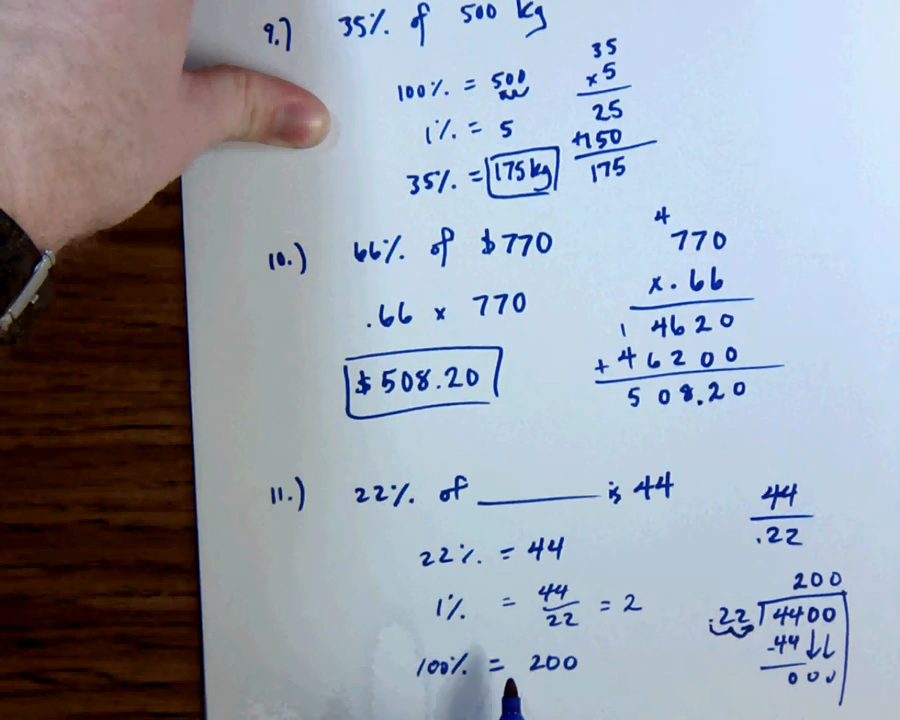 9.) 35% of 500 kg
100% = 500
1% = 5
35% = 175 kg
35
x 5
25
+150
175
10.) 66% of $770
.66 x 770
$508.20
4
770
x .66
1 4620
+ 46200
508.20
11.) 22% of ______ is 44
22% = 44
1% = 44/22 = 2
100% = 200
44
.22
200
.22 4400
-44
000